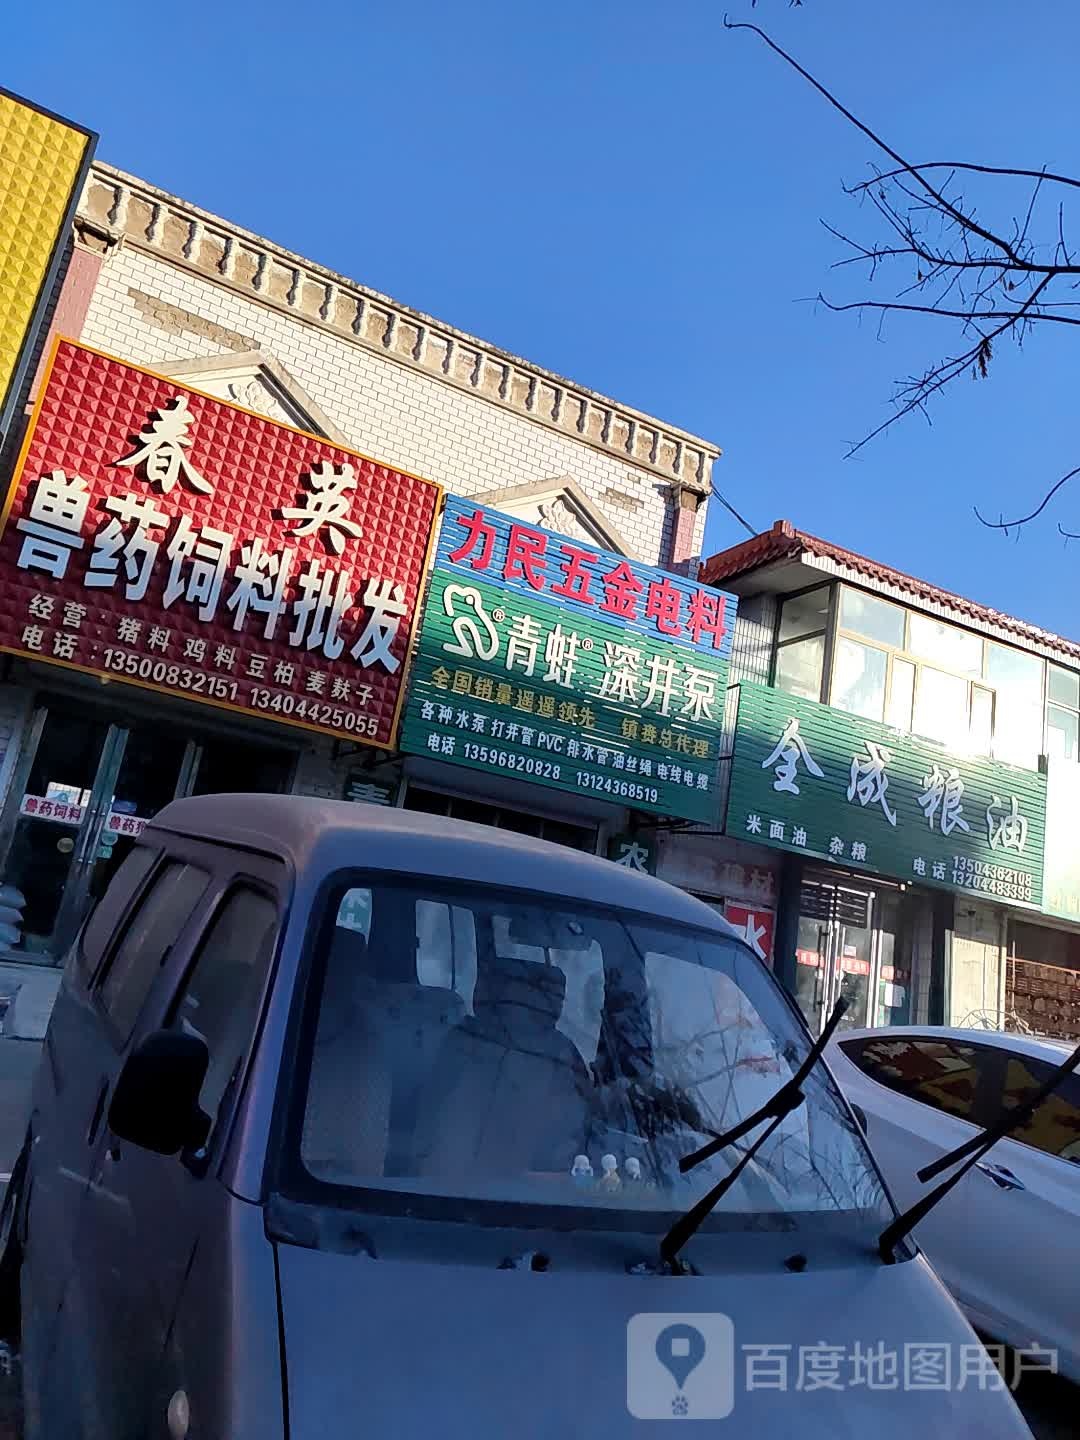 春英
兽药饲料批发
经营：猪料 鸡料 豆柏 麦麸子
电话：13500832151 13404425055
兽药饲料
力民五金电料
®青蛙® 深井泵
全国销量遥遥领先 镇赉总代理
各种水泵 打井管 PVC 排水管 油丝绳 电线电缆
电话 13596820828 13124368519
农
水
全成粮油
米面油 杂粮
电话 13504362108
13204483399
百度地图用户